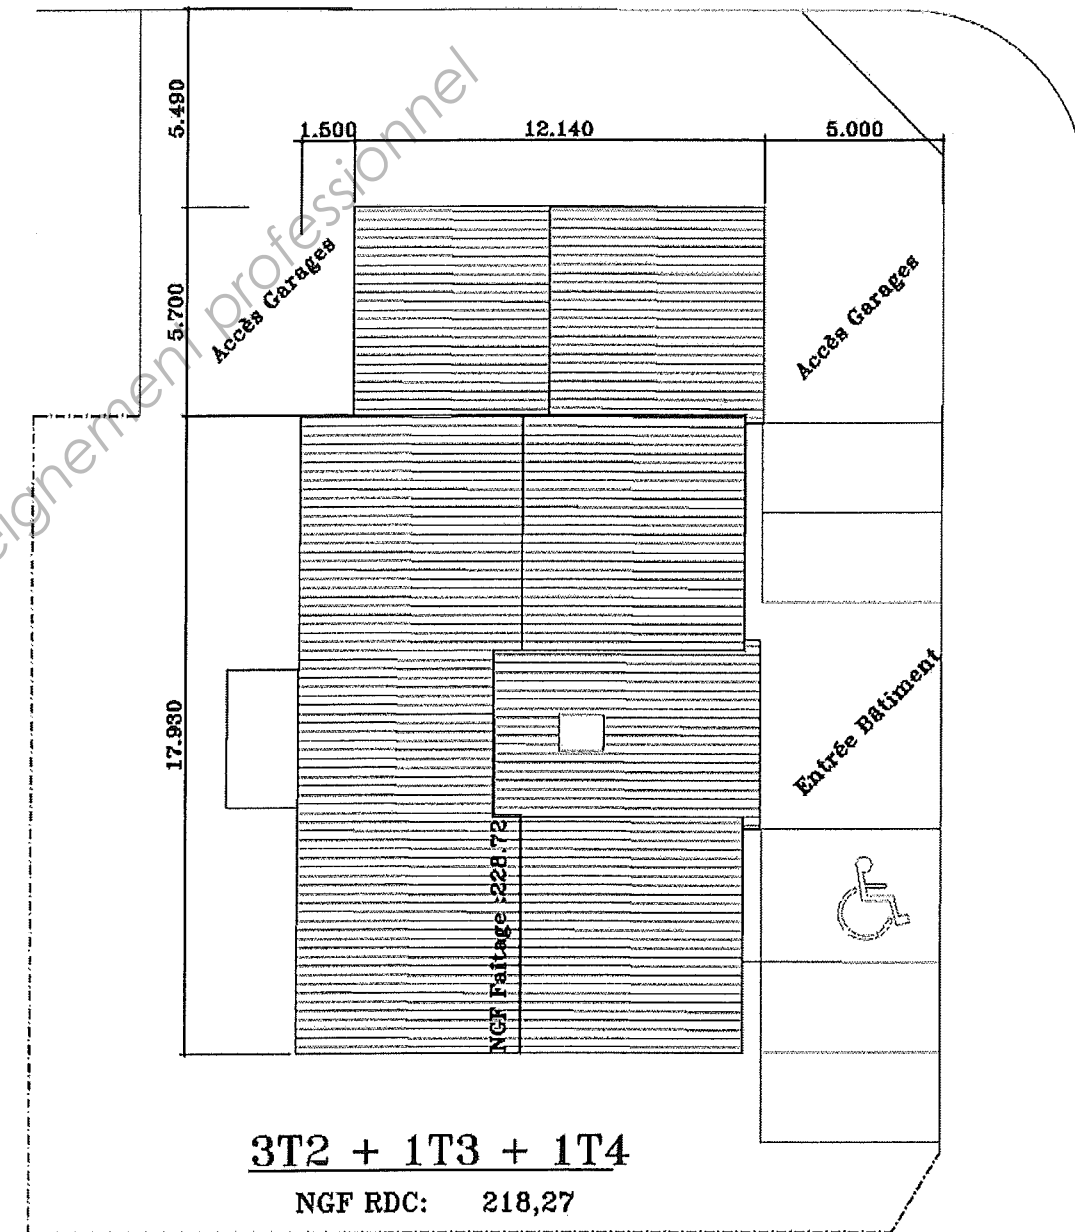 5.490
1.500
12.140
5.000
Accès Garages
Accès Garages
5.700
professionnel
17.930
Entrée Bâtiment
NGF Faîtage :228.72
3T2 + 1T3 + 1T4
NGF RDC: 218,27